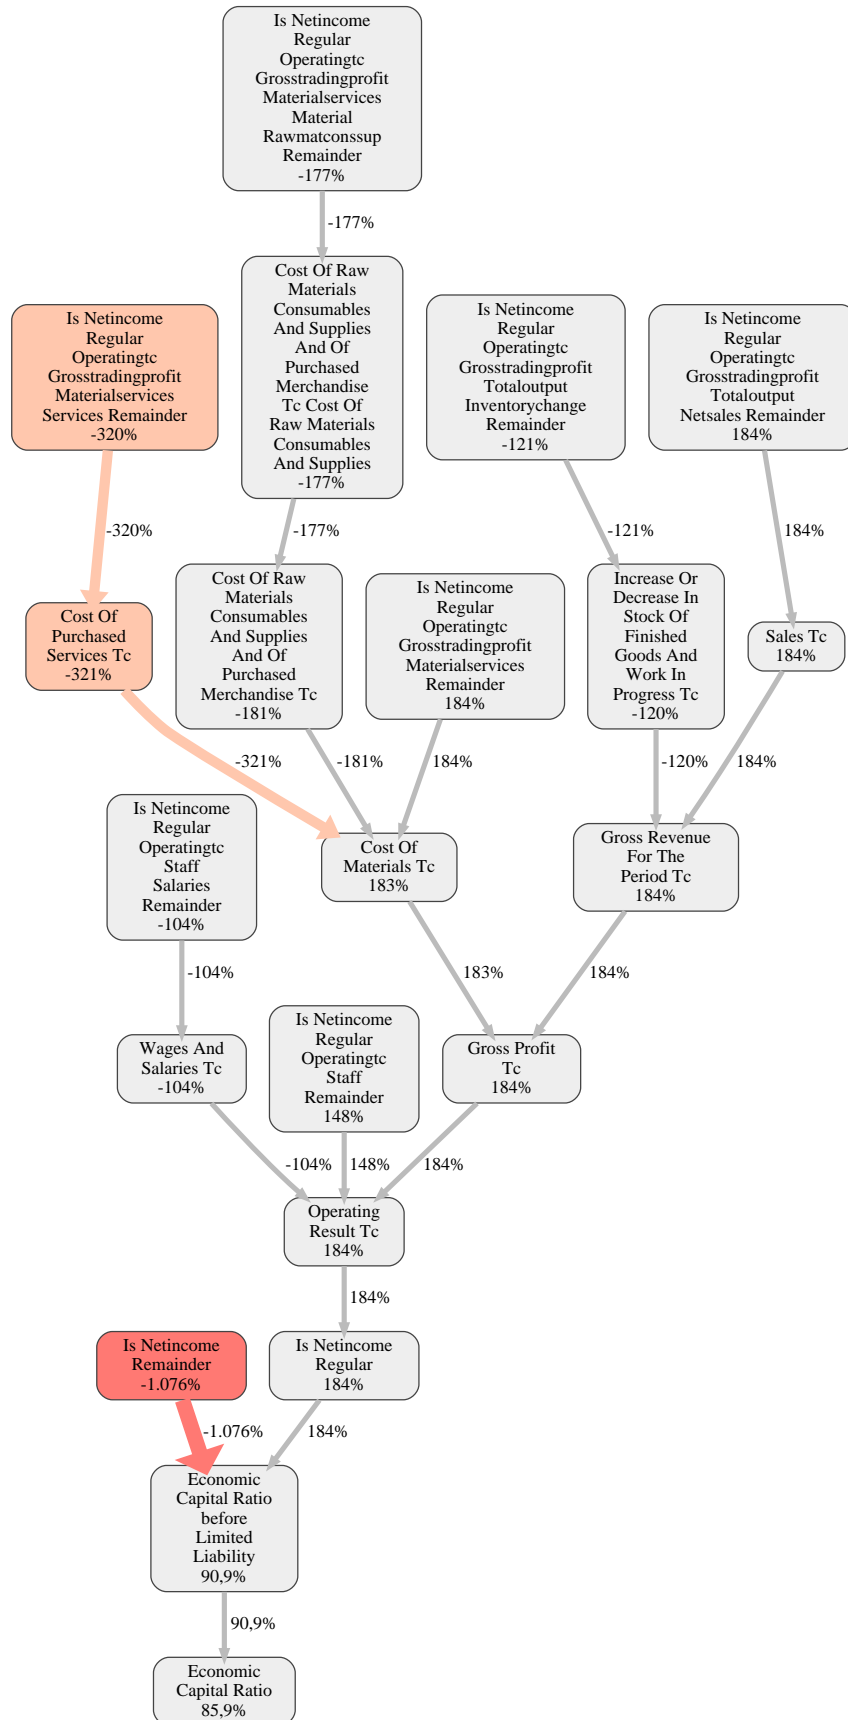 Is Netincome
Regular
Operatingtc
Grosstradingprofit
Materialservices
Material
Rawmatconssup
Remainder
-177%
-177%
Cost Of Raw
Materials
Consumables
And Supplies
And Of
Purchased
Merchandise
Tc Cost Of
Raw Materials
Consumables
And Supplies
-177%
Is Netincome
Regular
Operatingtc
Grosstradingprofit
Materialservices
Services Remainder
-320%
Is Netincome
Regular
Operatingtc
Grosstradingprofit
Totaloutput
Inventorychange
Remainder
-121%
Is Netincome
Regular
Operatingtc
Grosstradingprofit
Totaloutput
Netsales Remainder
184%
-320%
-177%
-121%
184%
Cost Of
Purchased
Services Tc
-321%
Cost Of Raw
Materials
Consumables
And Supplies
And Of
Purchased
Merchandise Tc
-181%
Is Netincome
Regular
Operatingtc
Grosstradingprofit
Materialservices
Remainder
184%
Increase Or
Decrease In
Stock Of
Finished
Goods And
Work In
Progress Tc
-120%
Sales Tc
184%
-321%
-181%
184%
-120%
184%
Is Netincome
Regular
Operatingtc
Staff
Salaries
Remainder
-104%
Cost Of
Materials Tc
183%
Gross Revenue
For The
Period Tc
184%
-104%
183%
184%
Wages And
Salaries Tc
-104%
Is Netincome
Regular
Operatingtc
Staff
Remainder
148%
Gross Profit
Tc
184%
-104%
148%
184%
Operating
Result Tc
184%
184%
Is Netincome
Remainder
-1.076%
Is Netincome
Regular
184%
-1.076%
184%
Economic
Capital Ratio
before
Limited
Liability
90,9%
90,9%
Economic
Capital Ratio
85,9%